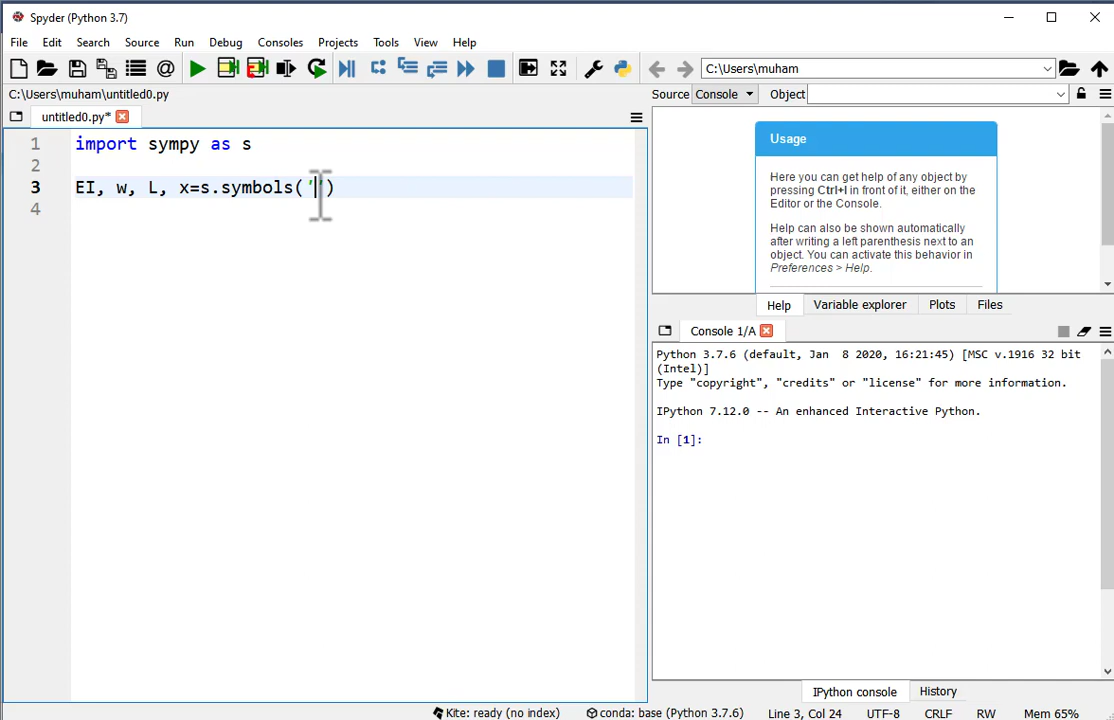 Spyder (Python 3.7)
File Edit Search Source Run Debug Consoles Projects Tools View Help
C:\Users\muham
C:\Users\muham\untitled0.py
Source Console Object
untitled0.py*
1 import sympy as s
2
3 EI, w, L, x=s.symbols('')
4
Usage
Here you can get help of any object by
pressing Ctrl+I in front of it, either on the
Editor or the Console.
Help can also be shown automatically
after writing a left parenthesis next to an
object. You can activate this behavior in
Preferences > Help.
Help Variable explorer Plots Files
Console 1/A
Python 3.7.6 (default, Jan  8 2020, 16:21:45) [MSC v.1916 32 bit
(Intel)]
Type "copyright", "credits" or "license" for more information.
IPython 7.12.0 -- An enhanced Interactive Python.
In [1]:
IPython console History
Kite: ready (no index) conda: base (Python 3.7.6) Line 3, Col 24 UTF-8 CRLF RW Mem 65%